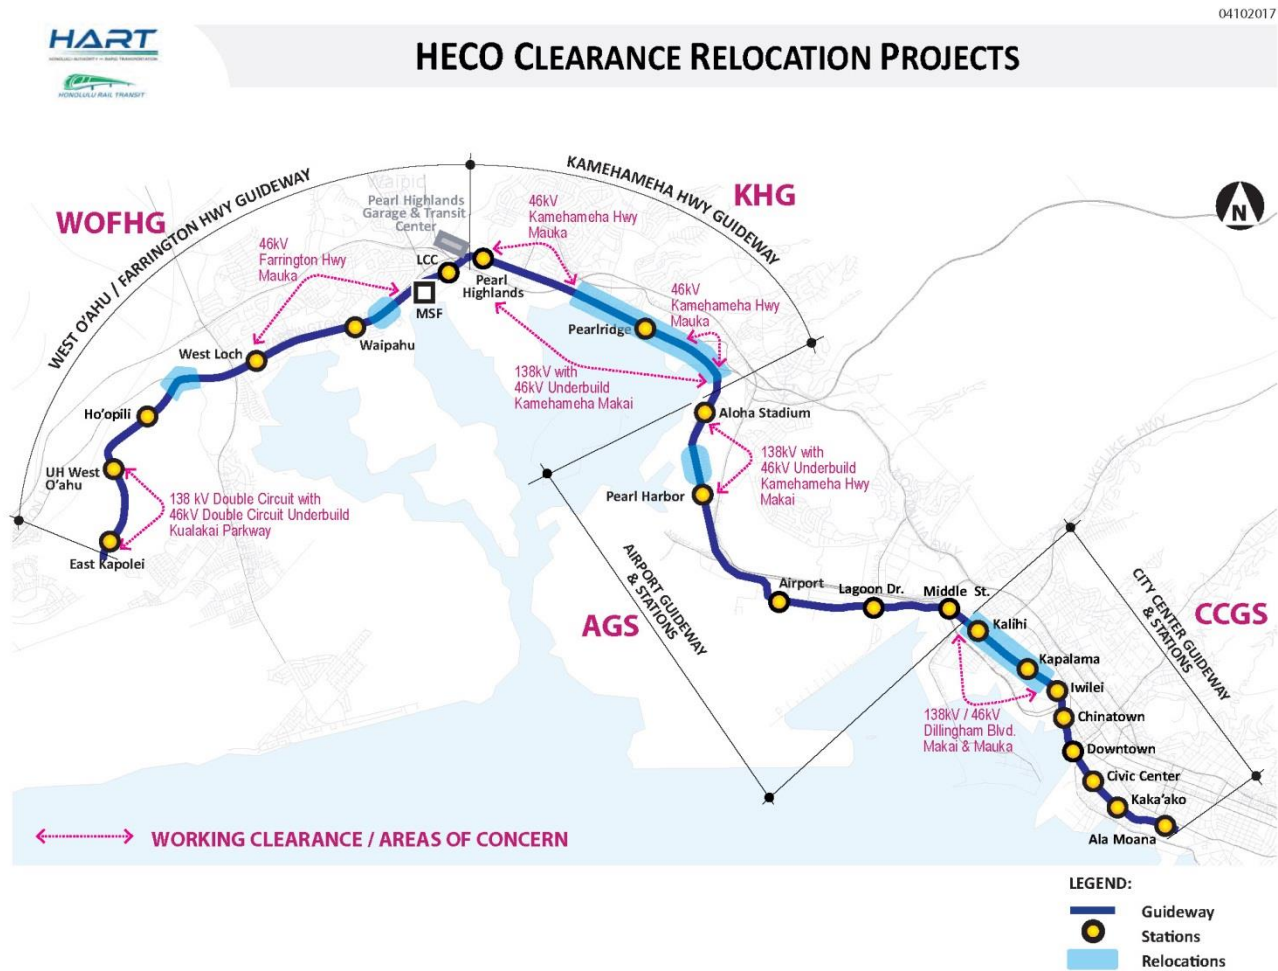 04102017
HART
HONOLULU AUTHORITY for RAPID TRANSPORTATION
HONOLULU RAIL TRANSIT
HECO CLEARANCE RELOCATION PROJECTS
WOFHG
WEST O'AHU / FARRINGTON HWY GUIDEWAY
KAMEHAMEHA HWY GUIDEWAY
KHG
N
Waipio
Pearl Highlands
Garage & Transit
Center
46kV
Kamehameha Hwy
Mauka
46kV
Farrington Hwy
Mauka
LCC
Pearl
Highlands
MSF
46kV
Kamehameha Hwy
Mauka
Pearlridge
Waipahu
West Loch
138kV with
46kV Underbuild
Kamehameha Makai
Ho'opili
Aloha Stadium
UH West
O'ahu
138kV with
46kV Underbuild
Kamehameha Hwy
Makai
Pearl Harbor
138 kV Double Circuit with
46kV Double Circuit Underbuild
Kualakai Parkway
East Kapolei
AIRPORT GUIDEWAY
& STATIONS
AGS
Airport
Lagoon Dr.
Middle St.
CITY CENTER GUIDEWAY
& STATIONS
CCGS
Kalihi
Kapalama
Iwilei
138kV / 46kV
Dillingham Blvd.
Makai & Mauka
Chinatown
Downtown
Civic Center
Kaka'ako
Ala Moana
WORKING CLEARANCE / AREAS OF CONCERN
LEGEND:
Guideway
Stations
Relocations